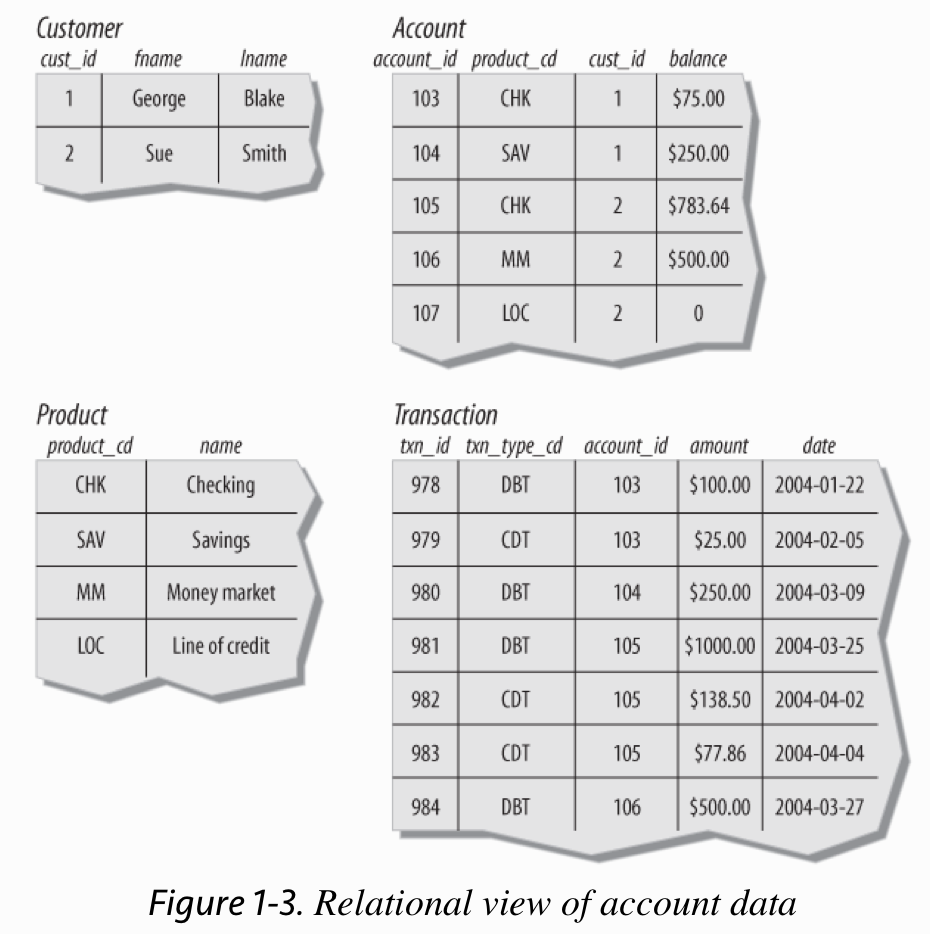 Customer
cust_id fname lname
1 George Blake
2 Sue Smith
Account
account_id product_cd cust_id balance
103 CHK 1 $75.00
104 SAV 1 $250.00
105 CHK 2 $783.64
106 MM 2 $500.00
107 LOC 2 0
Product
product_cd name
CHK Checking
SAV Savings
MM Money market
LOC Line of credit
Transaction
txn_id txn_type_cd account_id amount date
978 DBT 103 $100.00 2004-01-22
979 CDT 103 $25.00 2004-02-05
980 DBT 104 $250.00 2004-03-09
981 DBT 105 $1000.00 2004-03-25
982 CDT 105 $138.50 2004-04-02
983 CDT 105 $77.86 2004-04-04
984 DBT 106 $500.00 2004-03-27
Figure 1-3. Relational view of account data